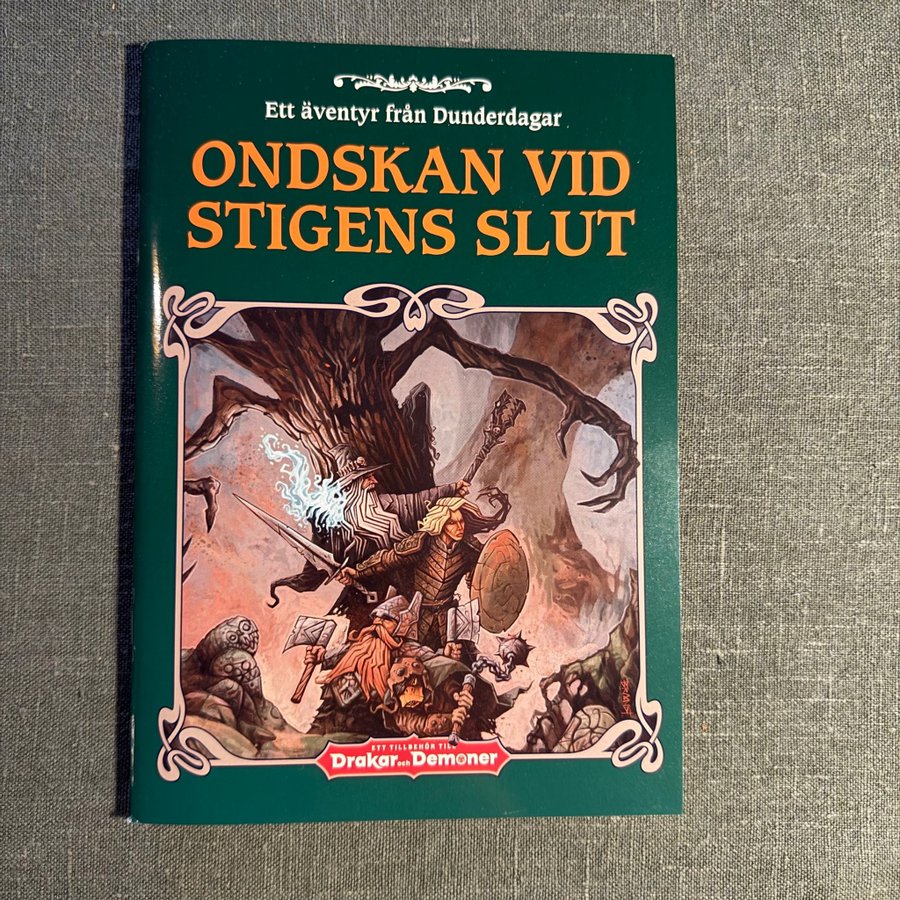 Ett äventyr från Dunderdagar
ONDSKAN VID
STIGENS SLUT
ETT TILLBEHÖR TILL
Drakar och Demoner